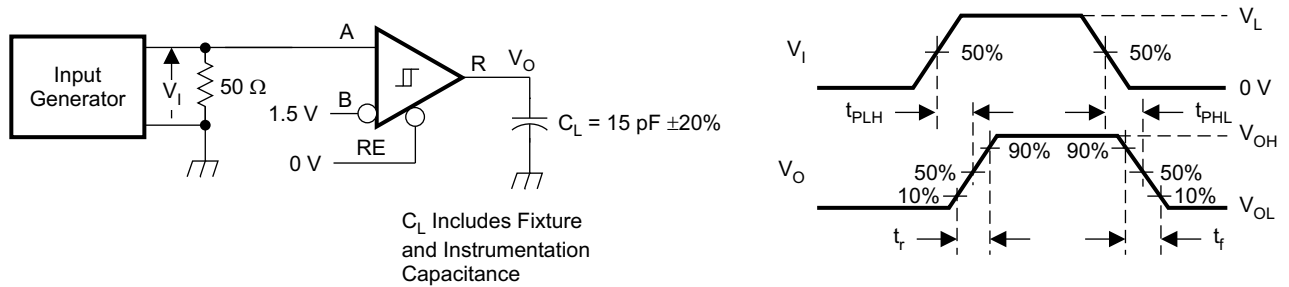 Input
Generator
V_I
50 Ω
A
1.5 V
B
0 V
RE
R
V_O
C_L = 15 pF ±20%
C_L Includes Fixture
and Instrumentation
Capacitance
V_I
50%
50%
V_L
0 V
t_PLH
t_PHL
V_O
90%
90%
50%
50%
10%
10%
V_OH
V_OL
t_r
t_f